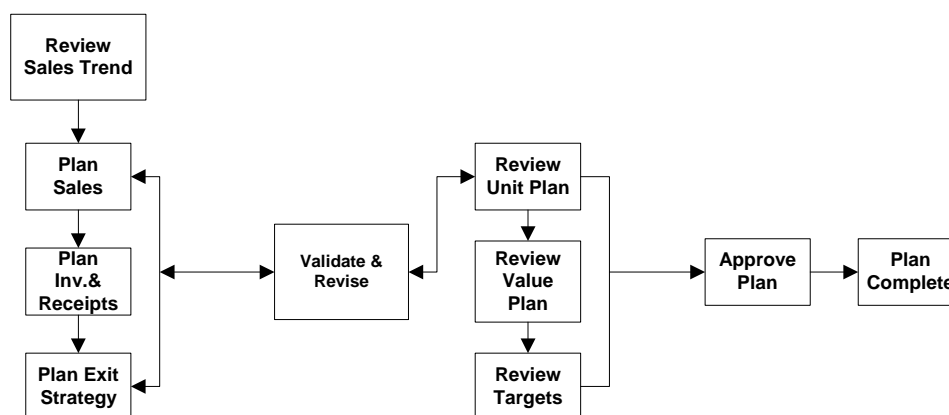 Review
Sales Trend
Plan
Sales
Plan
Inv.&
Receipts
Plan Exit
Strategy
Validate &
Revise
Review
Unit Plan
Review
Value
Plan
Review
Targets
Approve
Plan
Plan
Complete